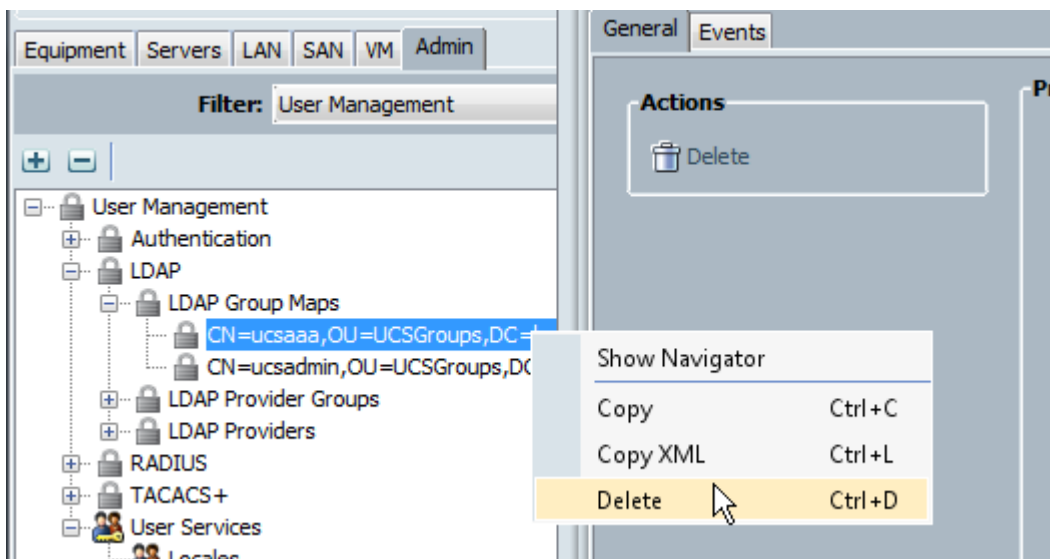 Equipment Servers LAN SAN VM Admin
Filter: User Management
User Management
Authentication
LDAP
LDAP Group Maps
CN=ucsaaa,OU=UCSGroups,DC=
CN=ucsadmin,OU=UCSGroups,DC
LDAP Provider Groups
LDAP Providers
RADIUS
TACACS+
User Services
Locales
General Events
Actions
Delete
Show Navigator
Copy Ctrl+C
Copy XML Ctrl+L
Delete Ctrl+D